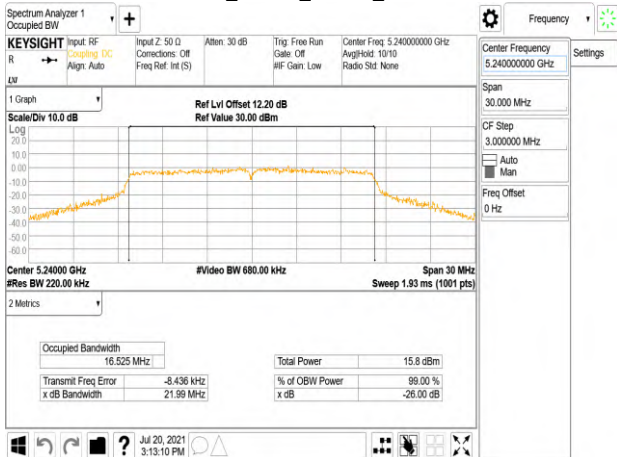 Spectrum Analyzer 1
Occupied BW
+
Frequency
KEYSIGHT
R
LXI
Input: RF
Coupling: DC
Align: Auto
Input Z: 50 Ω
Corrections: Off
Freq Ref: Int (S)
Atten: 30 dB
Trig: Free Run
Gate: Off
#IF Gain: Low
Center Freq: 5.240000000 GHz
Avg|Hold: 10/10
Radio Std: None
Center Frequency
5.240000000 GHz
Settings
Span
30.000 MHz
CF Step
3.000000 MHz
Auto
Man
Freq Offset
0 Hz
1 Graph
Scale/Div 10.0 dB
Ref Lvl Offset 12.20 dB
Ref Value 30.00 dBm
Log
20.0
10.0
0.00
-10.0
-20.0
-30.0
-40.0
-50.0
-60.0
Center 5.24000 GHz
#Res BW 220.00 kHz
#Video BW 680.00 kHz
Span 30 MHz
Sweep 1.93 ms (1001 pts)
2 Metrics
Occupied Bandwidth
16.525 MHz
Total Power 15.8 dBm
Transmit Freq Error -8.436 kHz
% of OBW Power 99.00 %
x dB Bandwidth 21.99 MHz
x dB -26.00 dB
?
Jul 20, 2021
3:13:10 PM